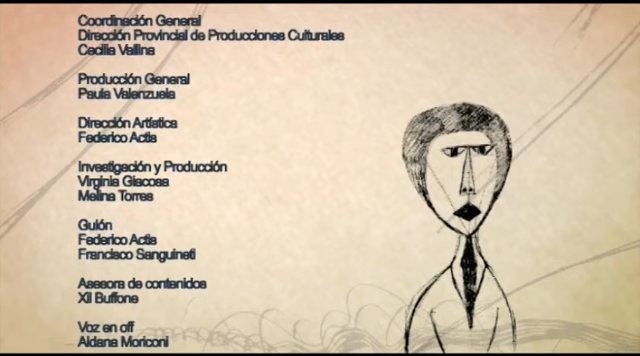 Coordinación General
Dirección Provincial de Producciones Culturales
Cecilia Vallina
Producción General
Paula Valenzuela
Dirección Artística
Federico Actis
Investigación y Producción
Virginia Giacosa
Melina Torres
Guión
Federico Actis
Francisco Sanguineti
Asesora de contenidos
Xil Buffone
Voz en off
Aldana Moriconi